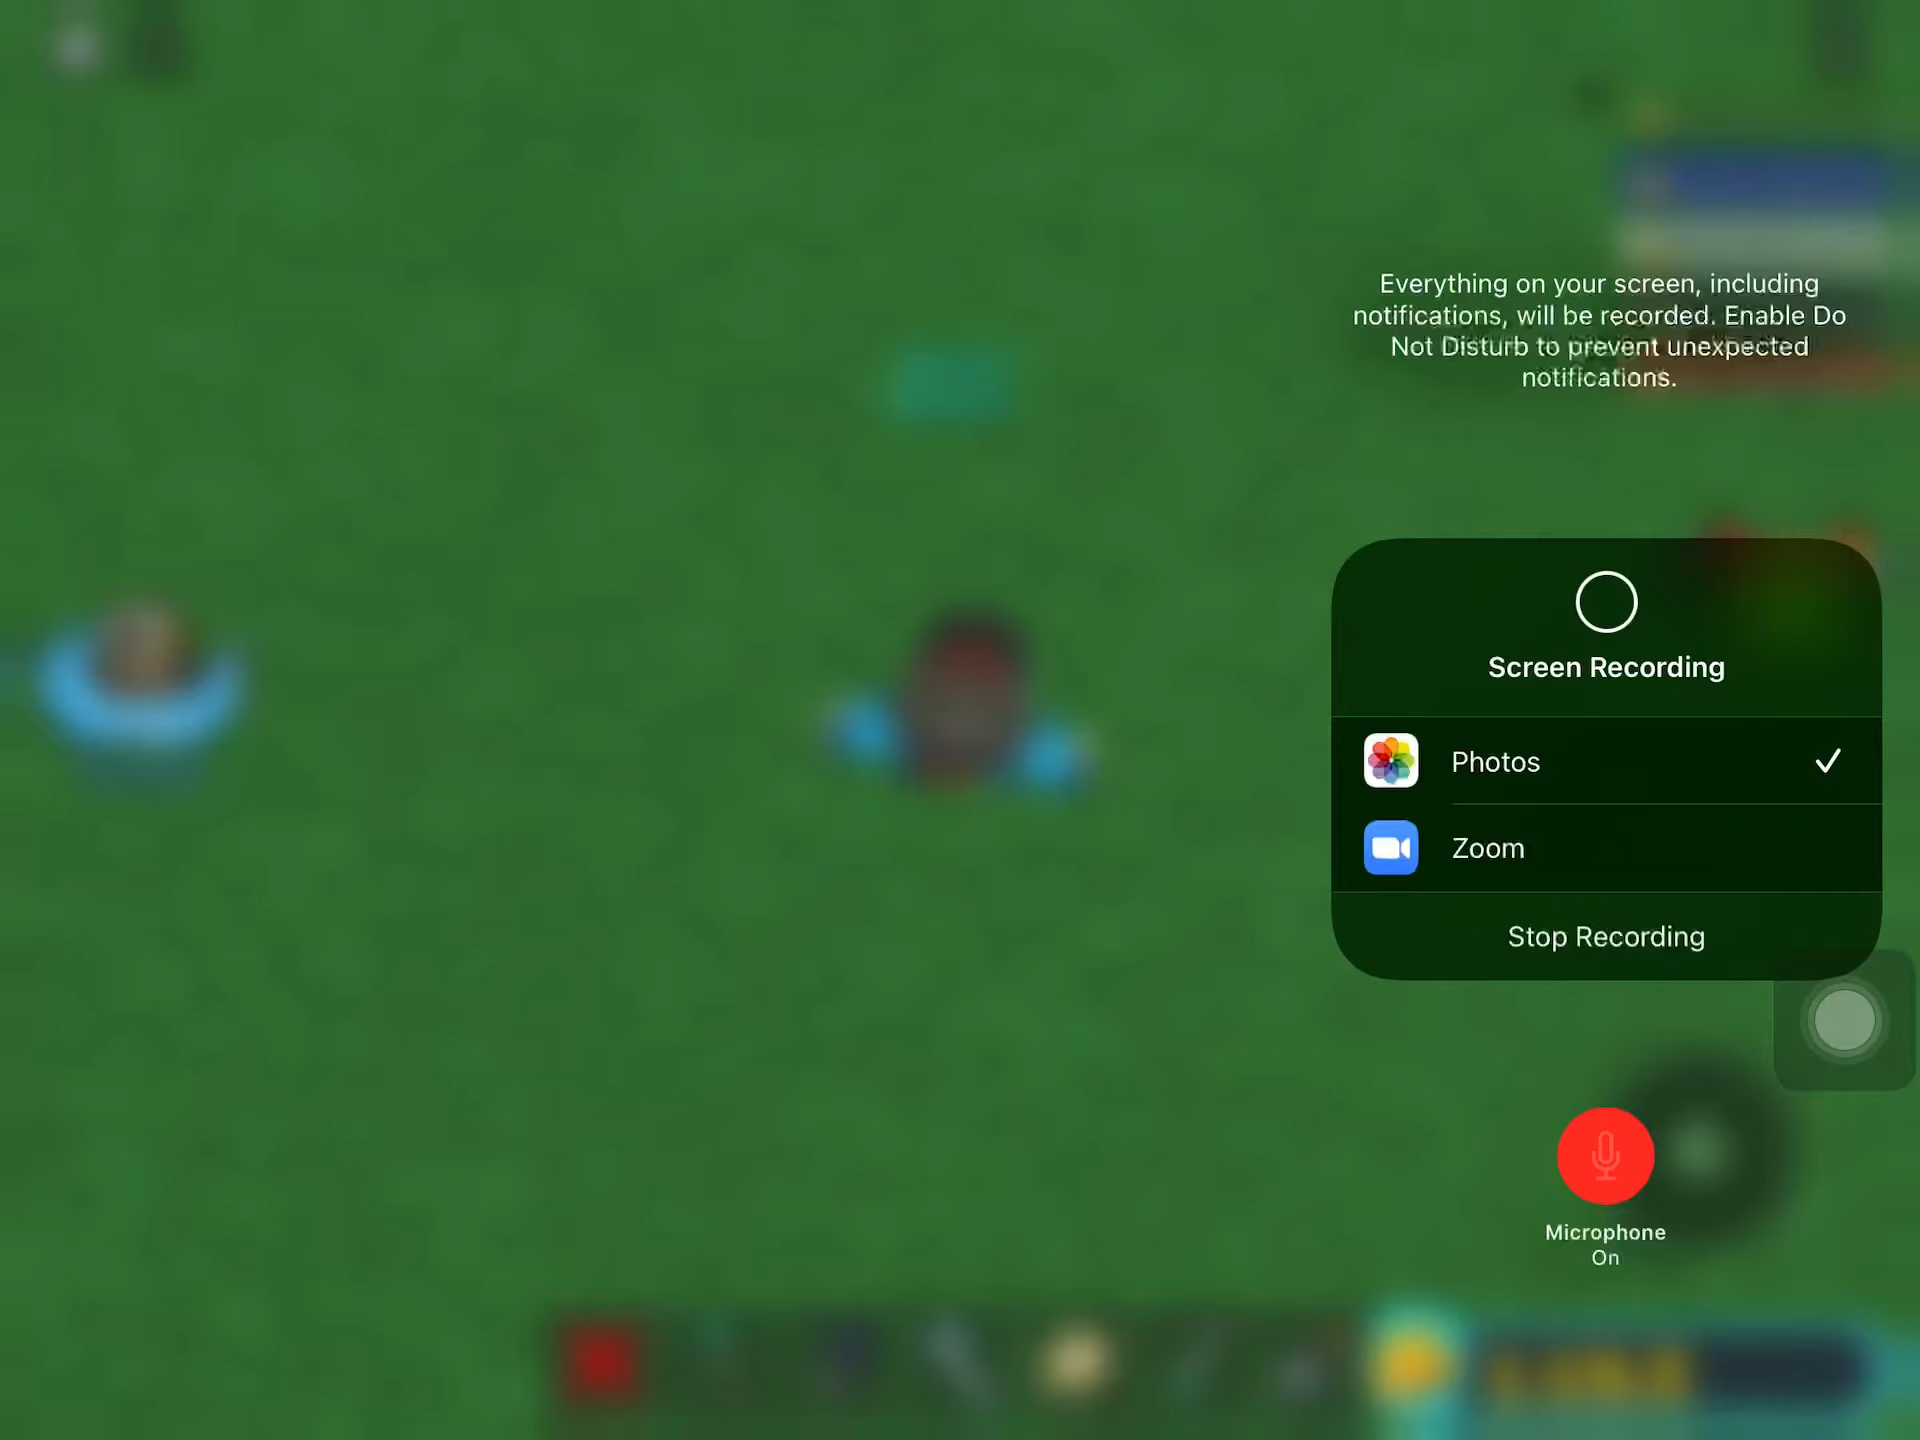 Everything on your screen, including
notifications, will be recorded. Enable Do
Not Disturb to prevent unexpected
notifications.
Screen Recording
Photos
Zoom
Stop Recording
Microphone
On